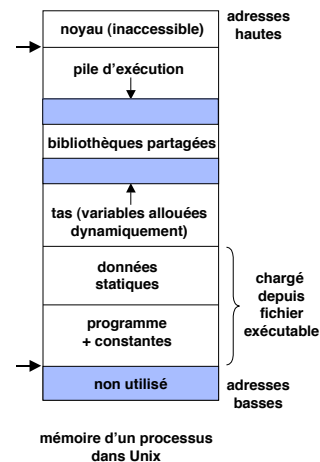 noyau (inaccessible)
adresses
hautes
pile d'exécution
bibliothèques partagées
tas (variables allouées
dynamiquement)
données
statiques
programme
+ constantes
chargé
depuis
fichier
exécutable
non utilisé
adresses
basses
mémoire d'un processus
dans Unix